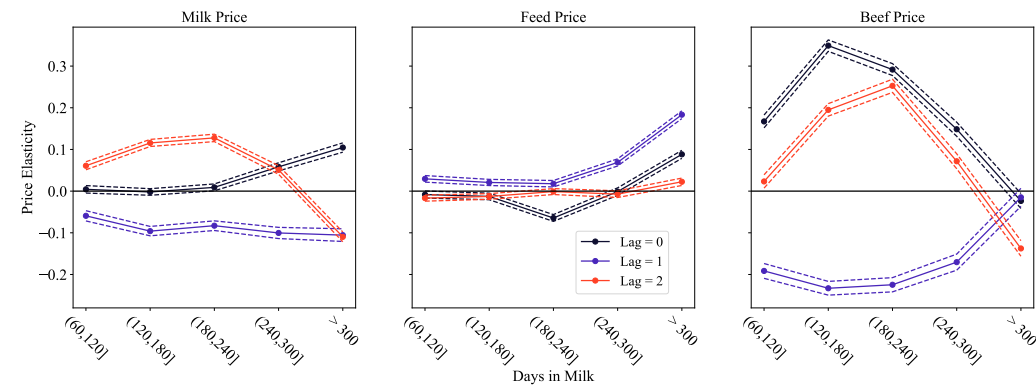 Milk Price
Feed Price
Beef Price
Price Elasticity
0.3
0.2
0.1
0.0
−0.1
−0.2
Lag = 0
Lag = 1
Lag = 2
(60,120]
(120,180]
(180,240]
(240,300]
> 300
(60,120]
(120,180]
(180,240]
(240,300]
> 300
(60,120]
(120,180]
(180,240]
(240,300]
> 300
Days in Milk